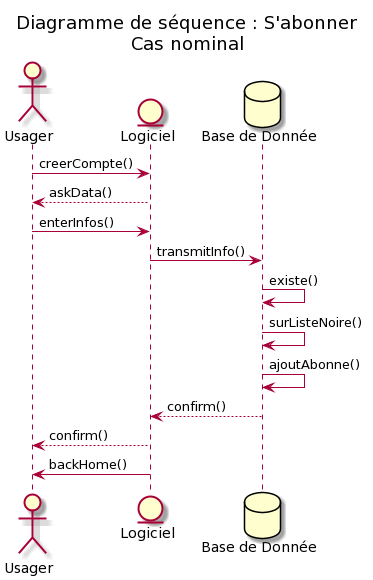 Diagramme de séquence : S'abonner
Cas nominal
Usager
Logiciel
Base de Donnée
creerCompte()
askData()
enterInfos()
transmitInfo()
existe()
surListeNoire()
ajoutAbonne()
confirm()
confirm()
backHome()
Usager
Logiciel
Base de Donnée